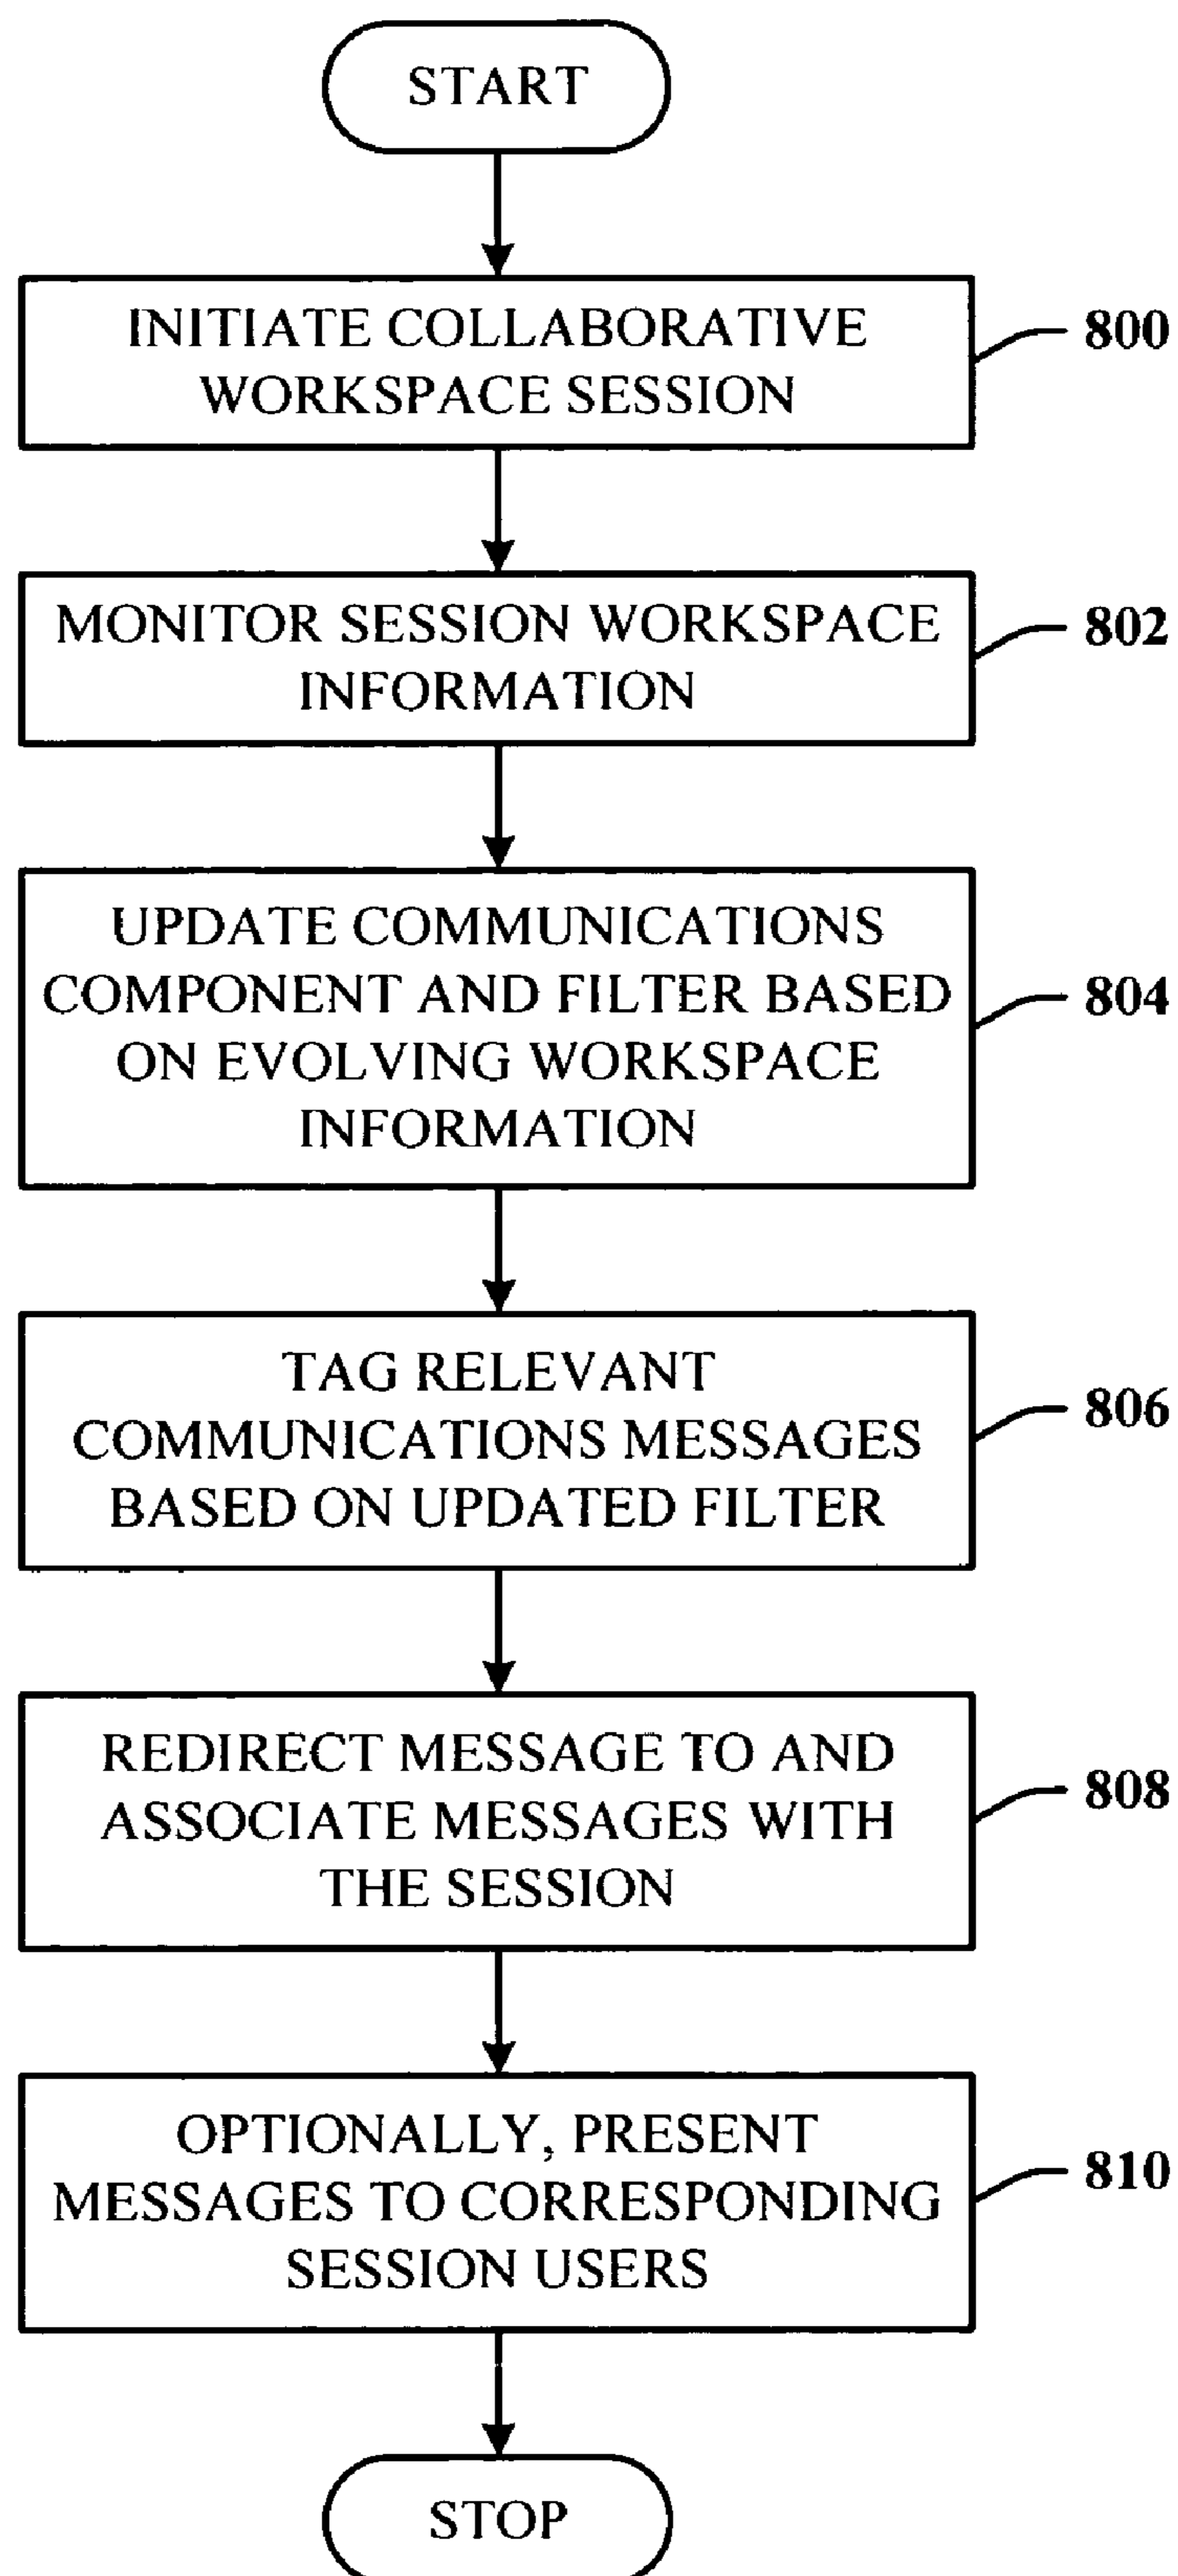 START
INITIATE COLLABORATIVE
WORKSPACE SESSION
800
MONITOR SESSION WORKSPACE
INFORMATION
802
UPDATE COMMUNICATIONS
COMPONENT AND FILTER BASED
ON EVOLVING WORKSPACE
INFORMATION
804
TAG RELEVANT
COMMUNICATIONS MESSAGES
BASED ON UPDATED FILTER
806
REDIRECT MESSAGE TO AND
ASSOCIATE MESSAGES WITH
THE SESSION
808
OPTIONALLY, PRESENT
MESSAGES TO CORRESPONDING
SESSION USERS
810
STOP